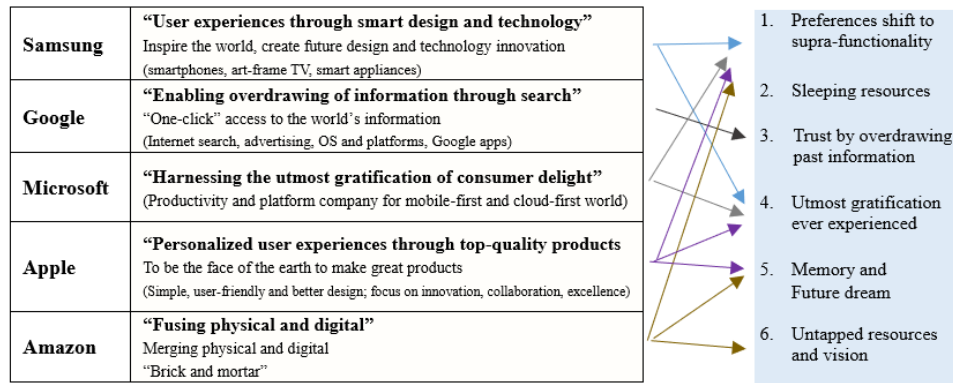 Samsung
“User experiences through smart design and technology”
Inspire the world, create future design and technology innovation
(smartphones, art-frame TV, smart appliances)
Google
“Enabling overdrawing of information through search”
“One-click” access to the world’s information
(Internet search, advertising, OS and platforms, Google apps)
Microsoft
“Harnessing the utmost gratification of consumer delight”
(Productivity and platform company for mobile-first and cloud-first world)
Apple
“Personalized user experiences through top-quality products
To be the face of the earth to make great products
(Simple, user-friendly and better design; focus on innovation, collaboration, excellence)
Amazon
“Fusing physical and digital”
Merging physical and digital
“Brick and mortar”
1. Preferences shift to
supra-functionality
2. Sleeping resources
3. Trust by overdrawing
past information
4. Utmost gratification
ever experienced
5. Memory and
Future dream
6. Untapped resources
and vision